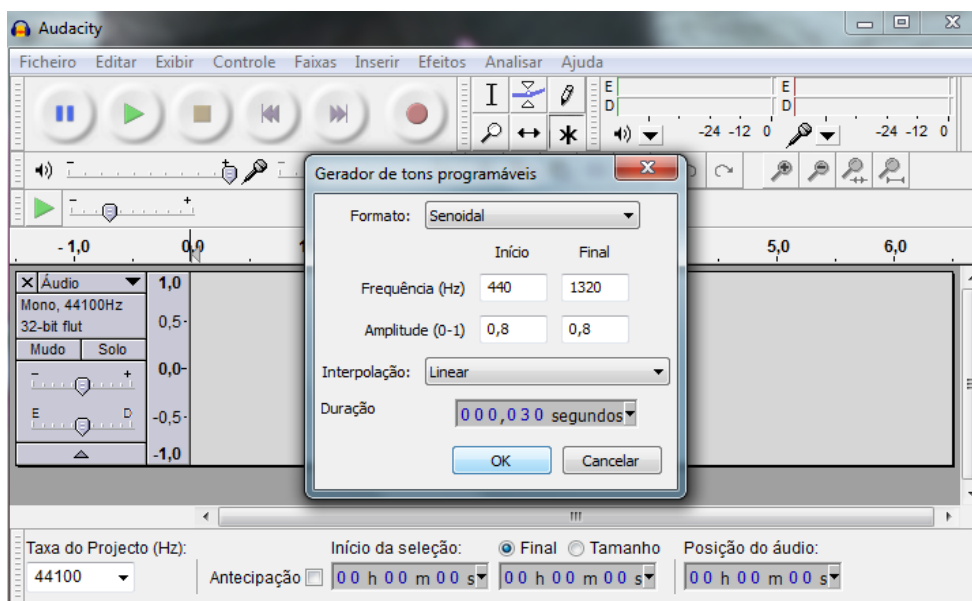 Audacity
Ficheiro Editar Exibir Controle Faixas Inserir Efeitos Analisar Ajuda
E E
D D
-24 -12 0 -24 -12 0
- 1,0 0,0 1 5,0 6,0
Gerador de tons programáveis
Formato: Senoidal
Início Final
Frequência (Hz) 440 1320
Amplitude (0-1) 0,8 0,8
Interpolação: Linear
Duração 000,030 segundos
OK Cancelar
Áudio 1,0
Mono, 44100Hz
32-bit flut 0,5-
Mudo Solo
- + 0,0-
E D -0,5-
-1,0
Taxa do Projecto (Hz): Início da seleção: Final Tamanho Posição do áudio:
44100 Antecipação 00 h 00 m 00 s 00 h 00 m 00 s 00 h 00 m 00 s